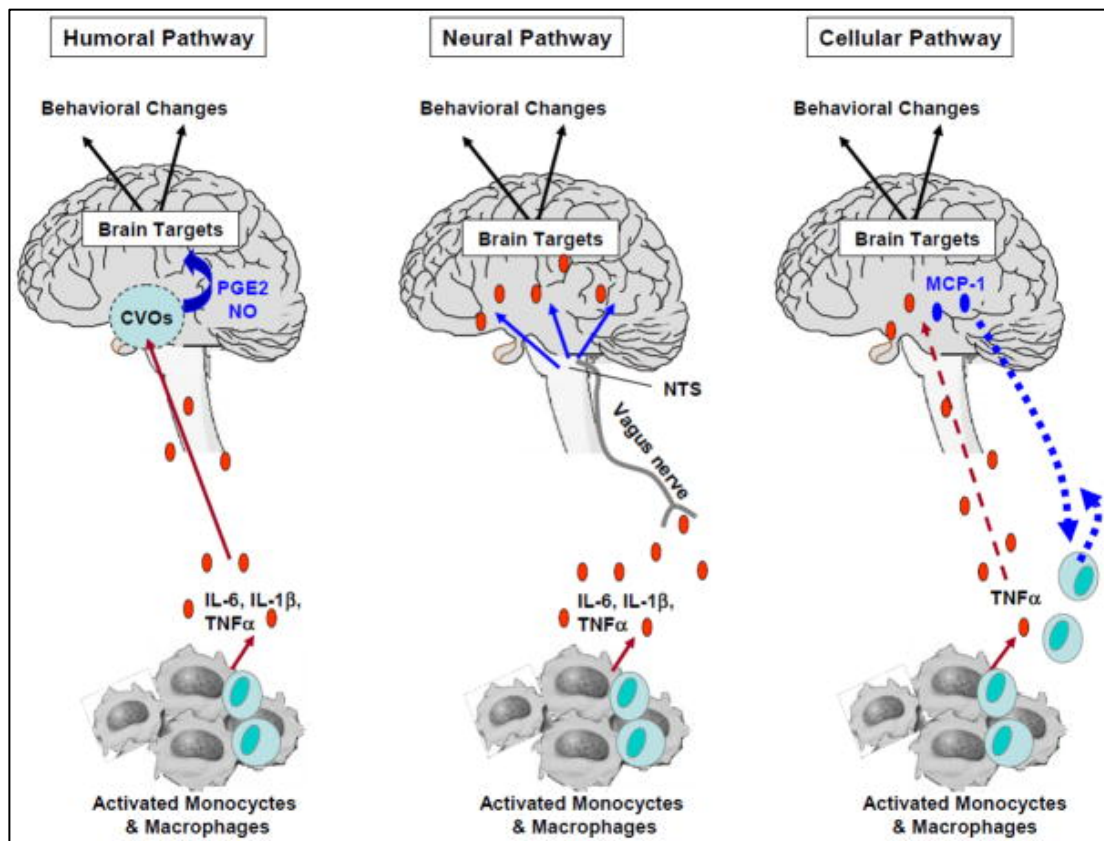 Humoral Pathway
Behavioral Changes
Brain Targets
PGE2
NO
CVOs
IL-6, IL-1β,
TNFα
Activated Monocytes
& Macrophages
Neural Pathway
Behavioral Changes
Brain Targets
NTS
Vagus nerve
IL-6, IL-1β,
TNFα
Activated Monocytes
& Macrophages
Cellular Pathway
Behavioral Changes
Brain Targets
MCP-1
TNFα
Activated Monocytes
& Macrophages